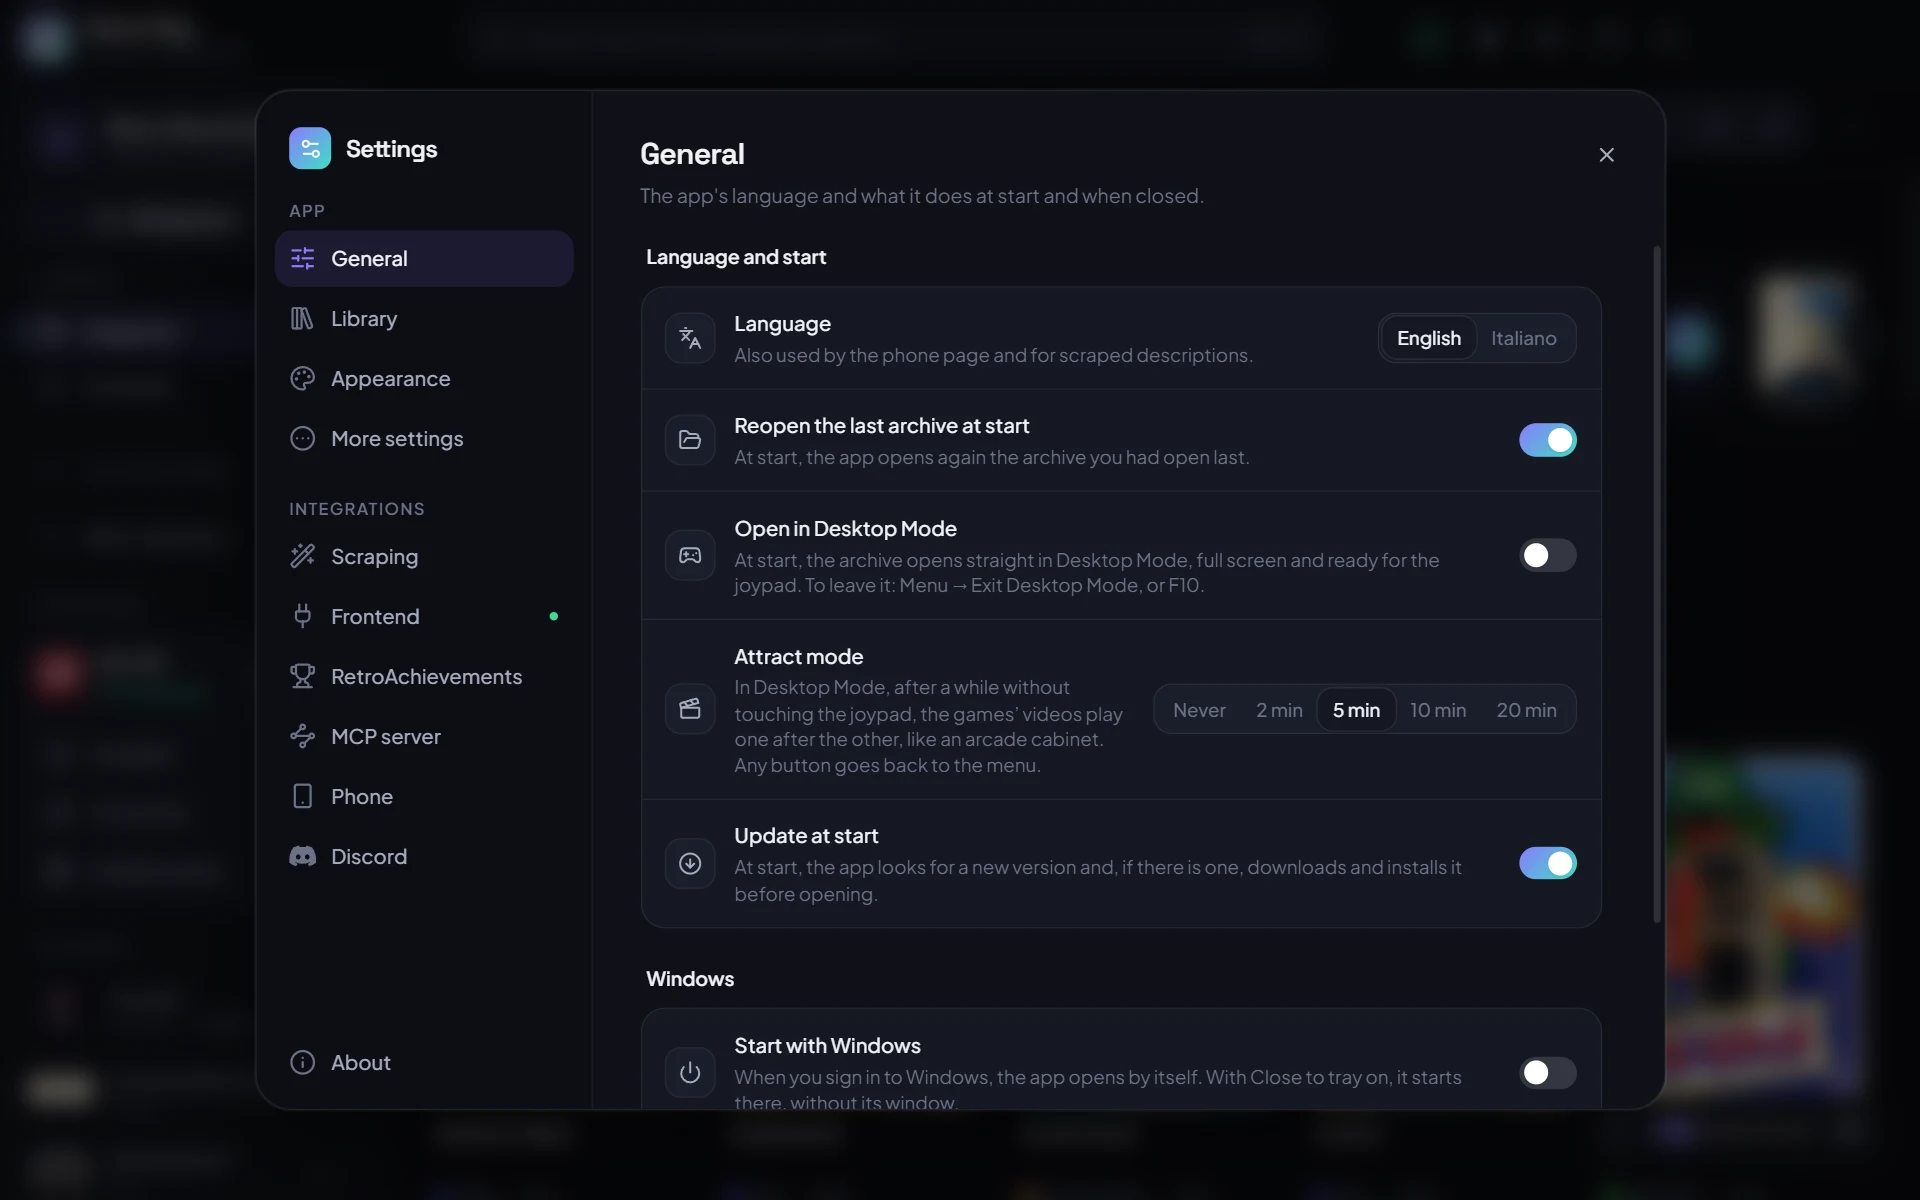 Settings
APP
General
Library
Appearance
More settings
INTEGRATIONS
Scraping
Frontend
RetroAchievements
MCP server
Phone
Discord
About
General
The app's language and what it does at start and when closed.
Language and start
Language
Also used by the phone page and for scraped descriptions.
English Italiano
Reopen the last archive at start
At start, the app opens again the archive you had open last.
Open in Desktop Mode
At start, the archive opens straight in Desktop Mode, full screen and ready for the
joypad. To leave it: Menu → Exit Desktop Mode, or F10.
Attract mode
In Desktop Mode, after a while without
touching the joypad, the games’ videos play
one after the other, like an arcade cabinet.
Any button goes back to the menu.
Never 2 min 5 min 10 min 20 min
Update at start
At start, the app looks for a new version and, if there is one, downloads and installs it
before opening.
Windows
Start with Windows
When you sign in to Windows, the app opens by itself. With Close to tray on, it starts
there, without its window.